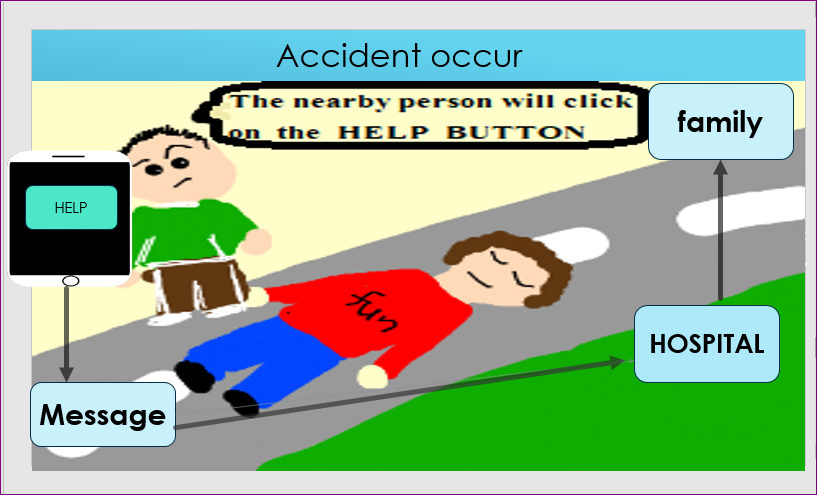 Accident occur
The nearby person will click
on the HELP BUTTON
family
HELP
fun
HOSPITAL
Message